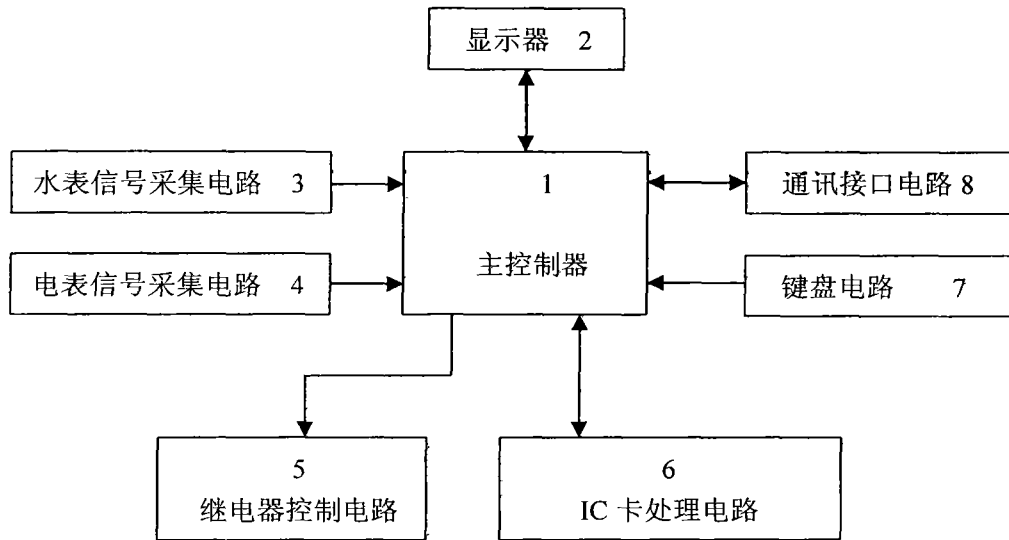 显示器 2
水表信号采集电路 3
1
通讯接口电路 8
主控制器
电表信号采集电路 4
键盘电路 7
5
继电器控制电路
6
IC 卡处理电路